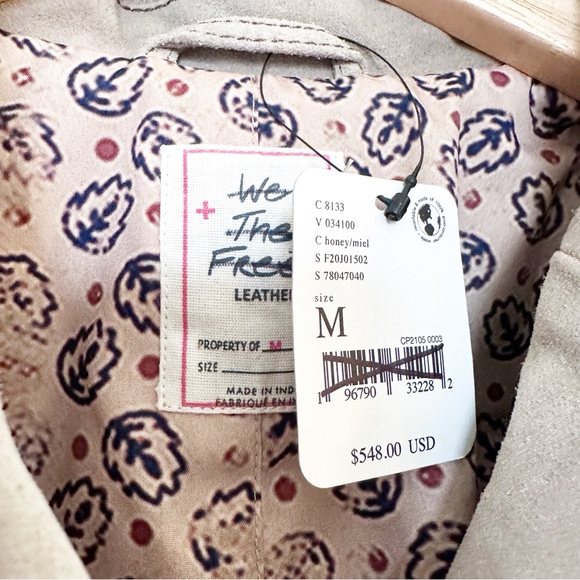 We
The
Free
LEATHER
PROPERTY OF M
SIZE
MADE IN IND
FABRIQUÉ EN IN
C 8133
V 034100
C honey/miel
S F20J01502
S 78047040
size
M
CP2105 0003
1 96790 33228 2
$548.00 USD